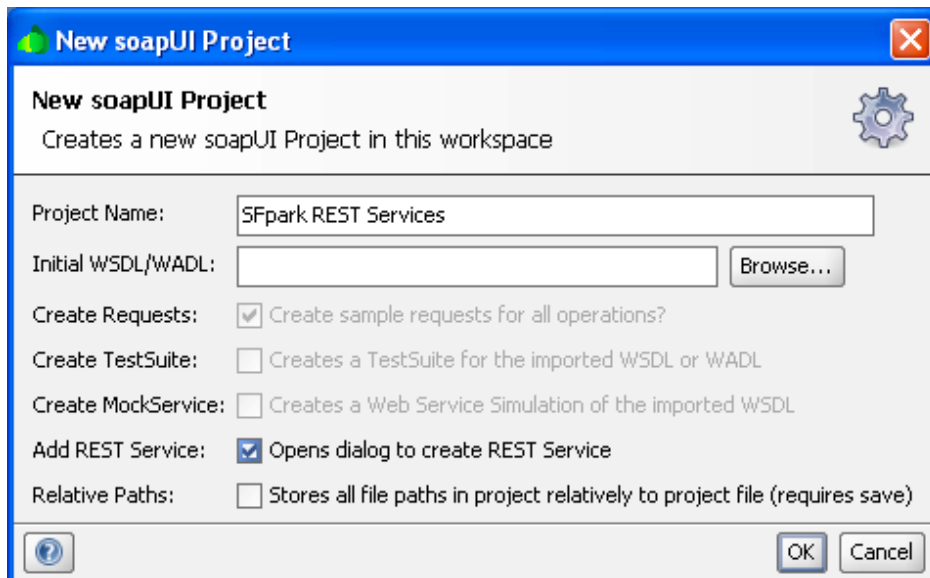 New soapUI Project
New soapUI Project
Creates a new soapUI Project in this workspace
Project Name: SFpark REST Services
Initial WSDL/WADL: Browse...
Create Requests: Create sample requests for all operations?
Create TestSuite: Creates a TestSuite for the imported WSDL or WADL
Create MockService: Creates a Web Service Simulation of the imported WSDL
Add REST Service: Opens dialog to create REST Service
Relative Paths: Stores all file paths in project relatively to project file (requires save)
? OK Cancel